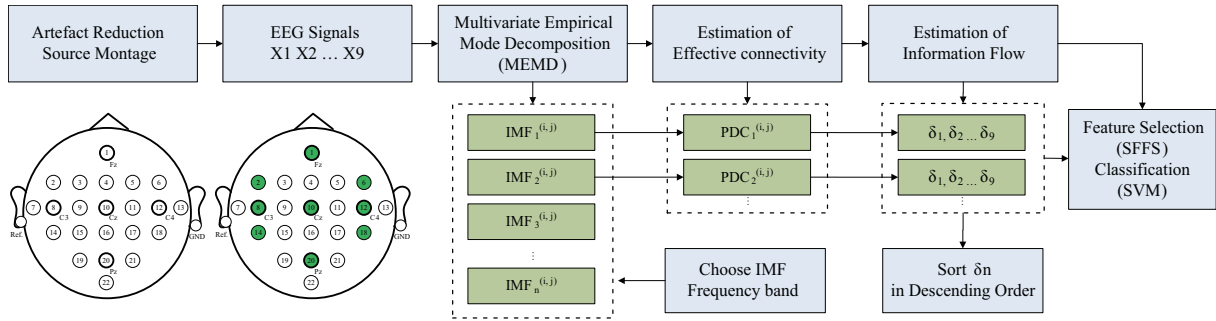 Artefact Reduction
Source Montage
EEG Signals
X1 X2 ... X9
Multivariate Empirical
Mode Decomposition
(MEMD )
Estimation of
Effective connectivity
Estimation of
Information Flow
IMF1(i, j)
PDC1(i, j)
δ1, δ2 ... δ9
IMF2(i, j)
PDC2(i, j)
δ1, δ2 ... δ9
IMF3(i, j)
...
...
...
IMFn(i, j)
Choose IMF
Frequency band
Sort δn
in Descending Order
Feature Selection
(SFFS)
Classification
(SVM)
1
Fz
2 3 4 5 6
7 8 9 10 11 12 13
C3 Cz C4
Ref. 14 15 16 17 18 GND
19 20 21
Pz
22
1
Fz
2 3 4 5 6
7 8 9 10 11 12 13
C3 Cz C4
Ref. 14 15 16 17 18 GND
19 20 21
Pz
22